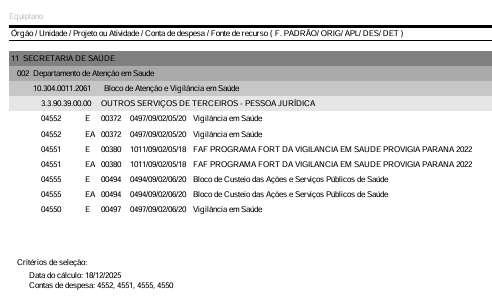 Equiplano
Órgão / Unidade / Projeto ou Atividade / Conta de despesa / Fonte de recurso ( F. PADRÃO/ ORIG/ APL/ DES/ DET )
11 SECRETARIA DE SAÚDE
002 Departamento de Atenção em Saude
10.304.0011.2061 Bloco de Atenção e Vigilância em Saude
3.3.90.39.00.00 OUTROS SERVIÇOS DE TERCEIROS - PESSOA JURÍDICA
04552 E 00372 0497/09/02/05/20 Vigilância em Saúde
04552 EA 00372 0497/09/02/05/20 Vigilância em Saúde
04551 E 00380 1011/09/02/05/18 FAF PROGRAMA FORT DA VIGILANCIA EM SAUDE PROVIGIA PARANA 2022
04551 EA 00380 1011/09/02/05/18 FAF PROGRAMA FORT DA VIGILANCIA EM SAUDE PROVIGIA PARANA 2022
04555 E 00494 0494/09/02/06/20 Bloco de Custeio das Ações e Serviços Públicos de Saúde
04555 EA 00494 0494/09/02/06/20 Bloco de Custeio das Ações e Serviços Públicos de Saúde
04550 E 00497 0497/09/02/06/20 Vigilância em Saúde
Critérios de seleção:
Data do cálculo: 18/12/2025
Contas de despesa: 4552, 4551, 4555, 4550